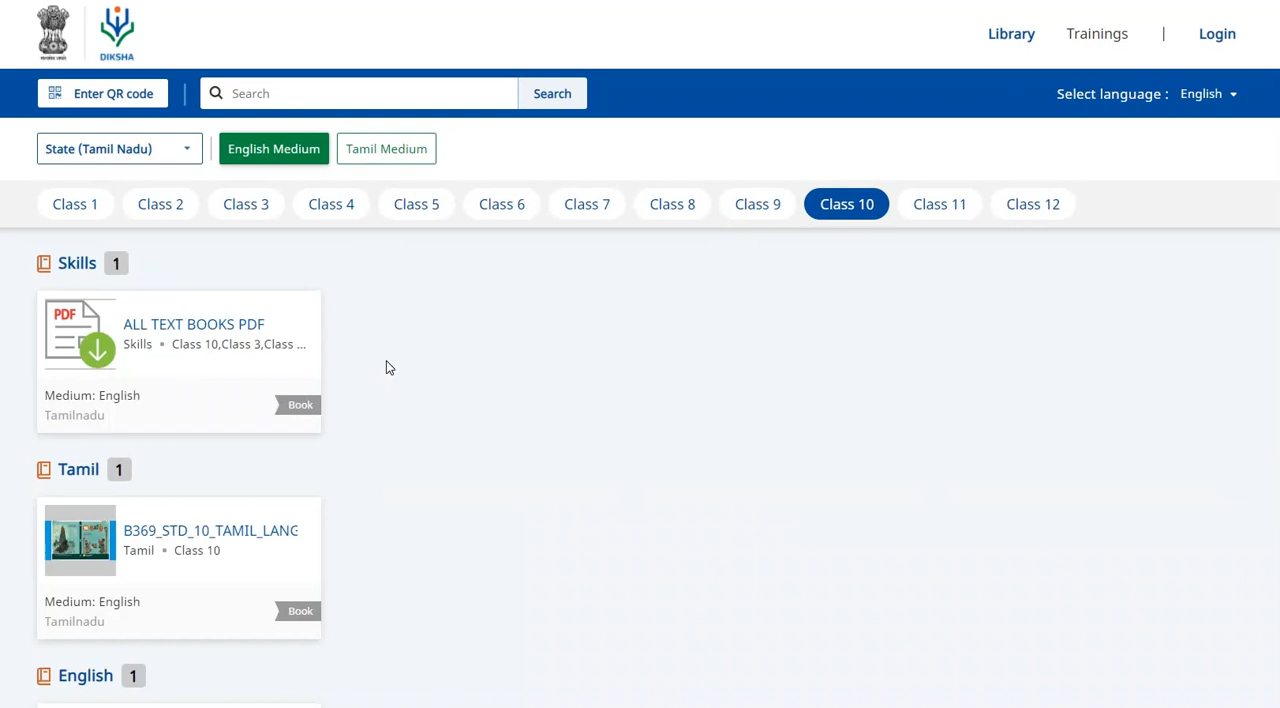 DIKSHA
Library
Trainings
|
Login
Enter QR code
Search
Search
Select language :
English
State (Tamil Nadu)
English Medium
Tamil Medium
Class 1
Class 2
Class 3
Class 4
Class 5
Class 6
Class 7
Class 8
Class 9
Class 10
Class 11
Class 12
Skills 1
PDF
ALL TEXT BOOKS PDF
Skills • Class 10,Class 3,Class ...
Medium: English
Book
Tamilnadu
Tamil 1
B369_STD_10_TAMIL_LANG
Tamil • Class 10
Medium: English
Book
Tamilnadu
English 1